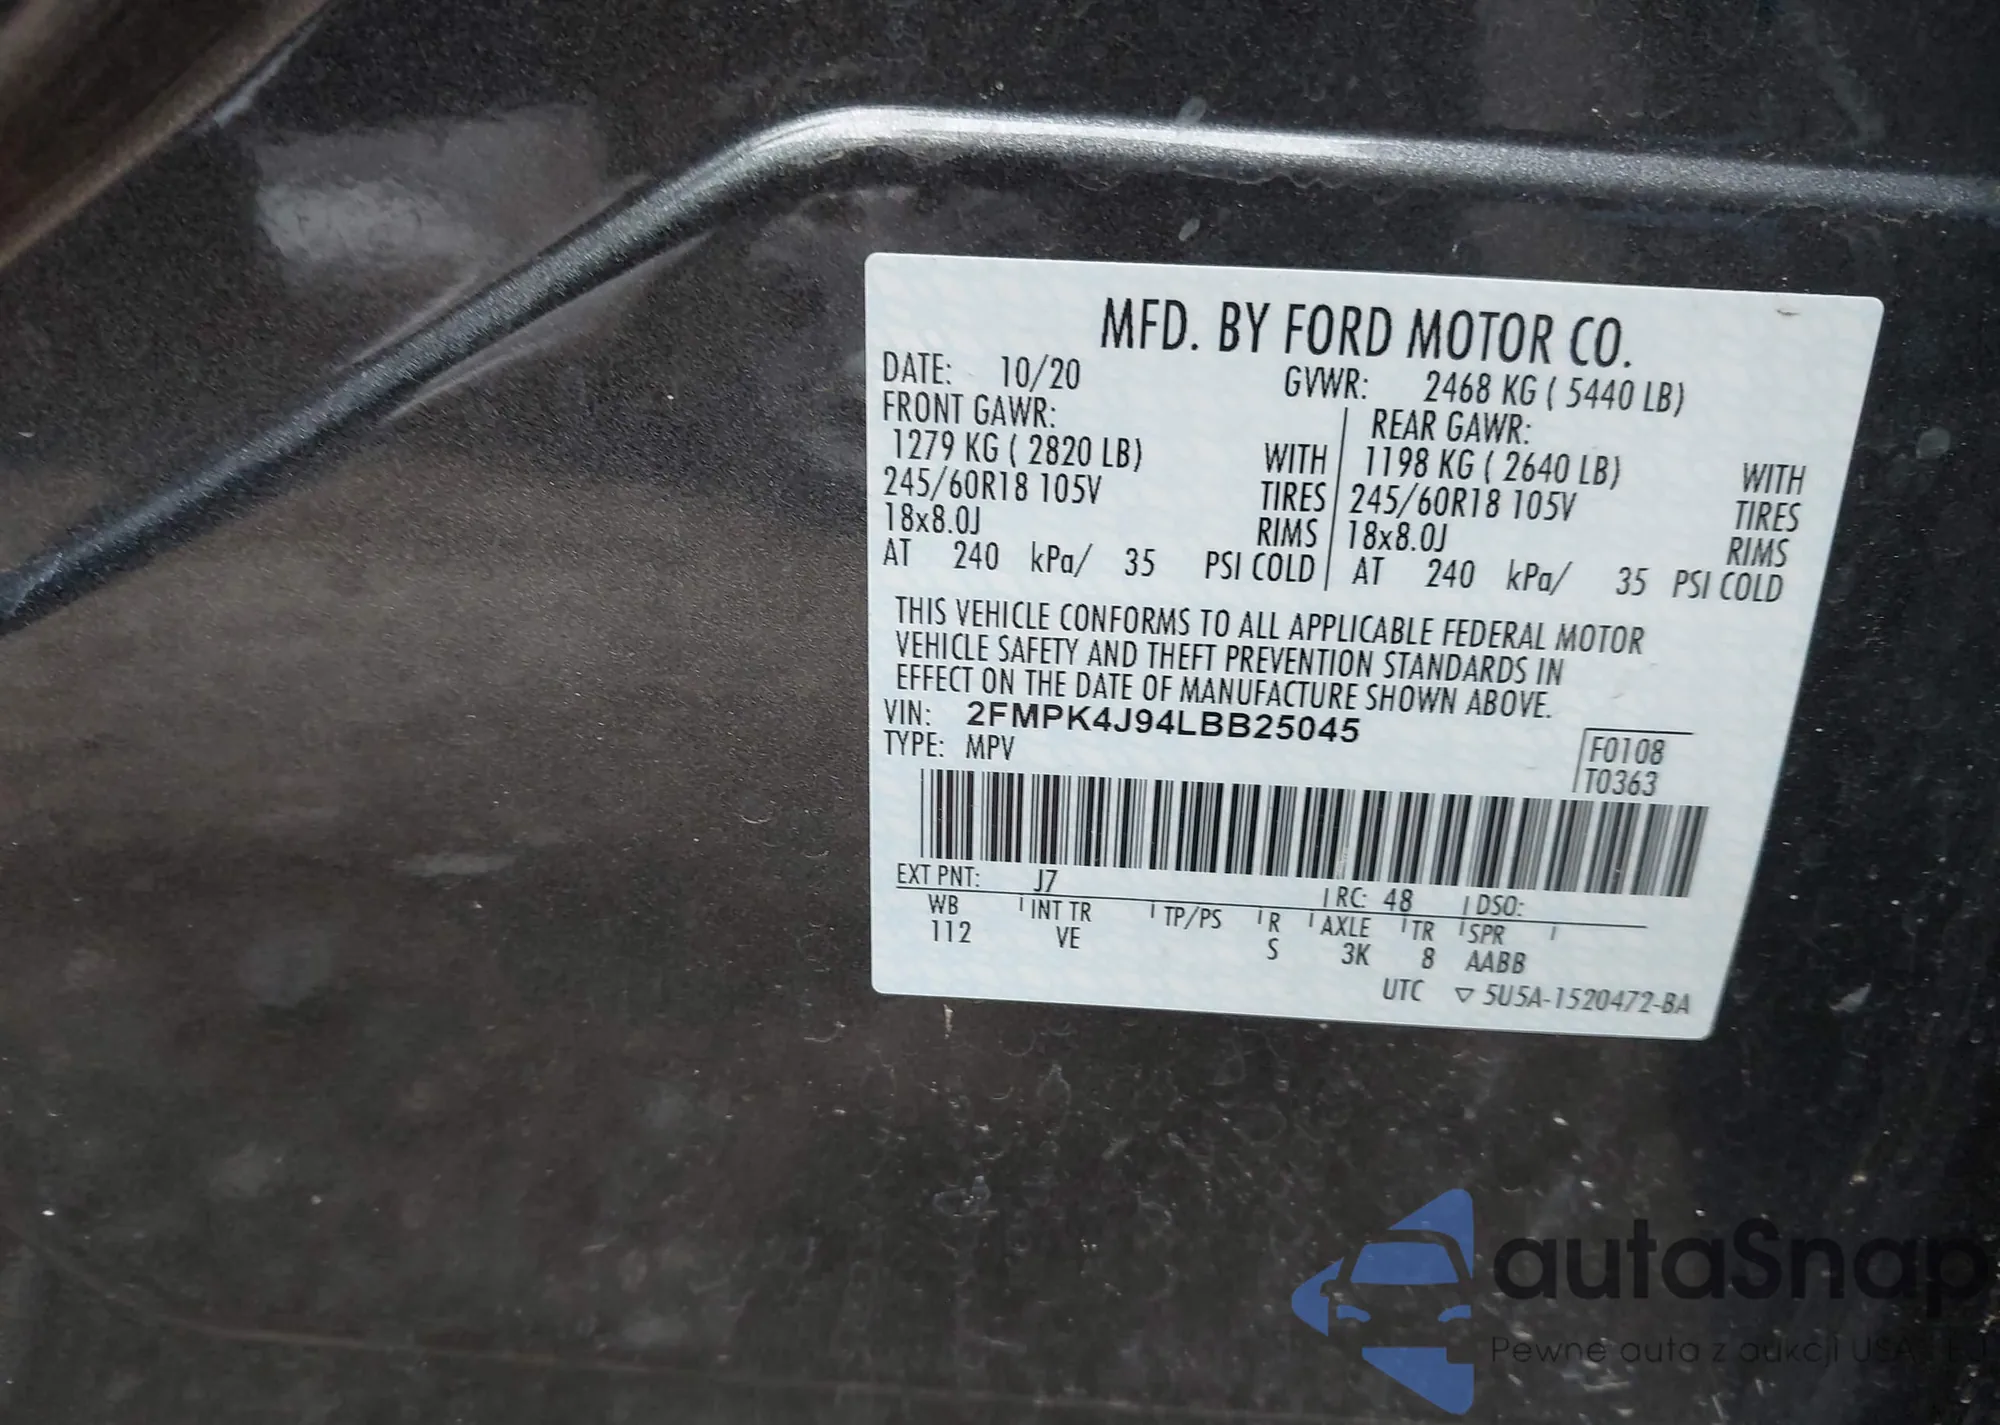 MFD. BY FORD MOTOR CO.
DATE: 10/20 GVWR: 2468 KG ( 5440 LB)
FRONT GAWR: REAR GAWR:
1279 KG ( 2820 LB) WITH 1198 KG ( 2640 LB) WITH
245/60R18 105V TIRES 245/60R18 105V TIRES
18x8.0J RIMS 18x8.0J RIMS
AT 240 kPa/ 35 PSI COLD AT 240 kPa/ 35 PSI COLD
THIS VEHICLE CONFORMS TO ALL APPLICABLE FEDERAL MOTOR
VEHICLE SAFETY AND THEFT PREVENTION STANDARDS IN
EFFECT ON THE DATE OF MANUFACTURE SHOWN ABOVE.
VIN: 2FMPK4J94LBB25045
TYPE: MPV
F0108
T0363
EXT PNT: J7 RC: 48 DSO:
WB INT TR TP/PS R AXLE TR SPR
112 VE S 3K 8 AABB
UTC ▽ 5U5A-1520472-BA
autaSnap
Pewne auta z aukcji USA i EU